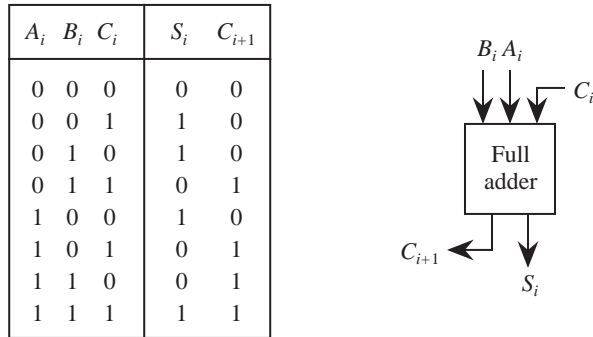 A_i B_i C_i S_i C_{i+1}
0 0 0 0 0
0 0 1 1 0
0 1 0 1 0
0 1 1 0 1
1 0 0 1 0
1 0 1 0 1
1 1 0 0 1
1 1 1 1 1
B_i A_i
C_i
Full
adder
C_{i+1}
S_i